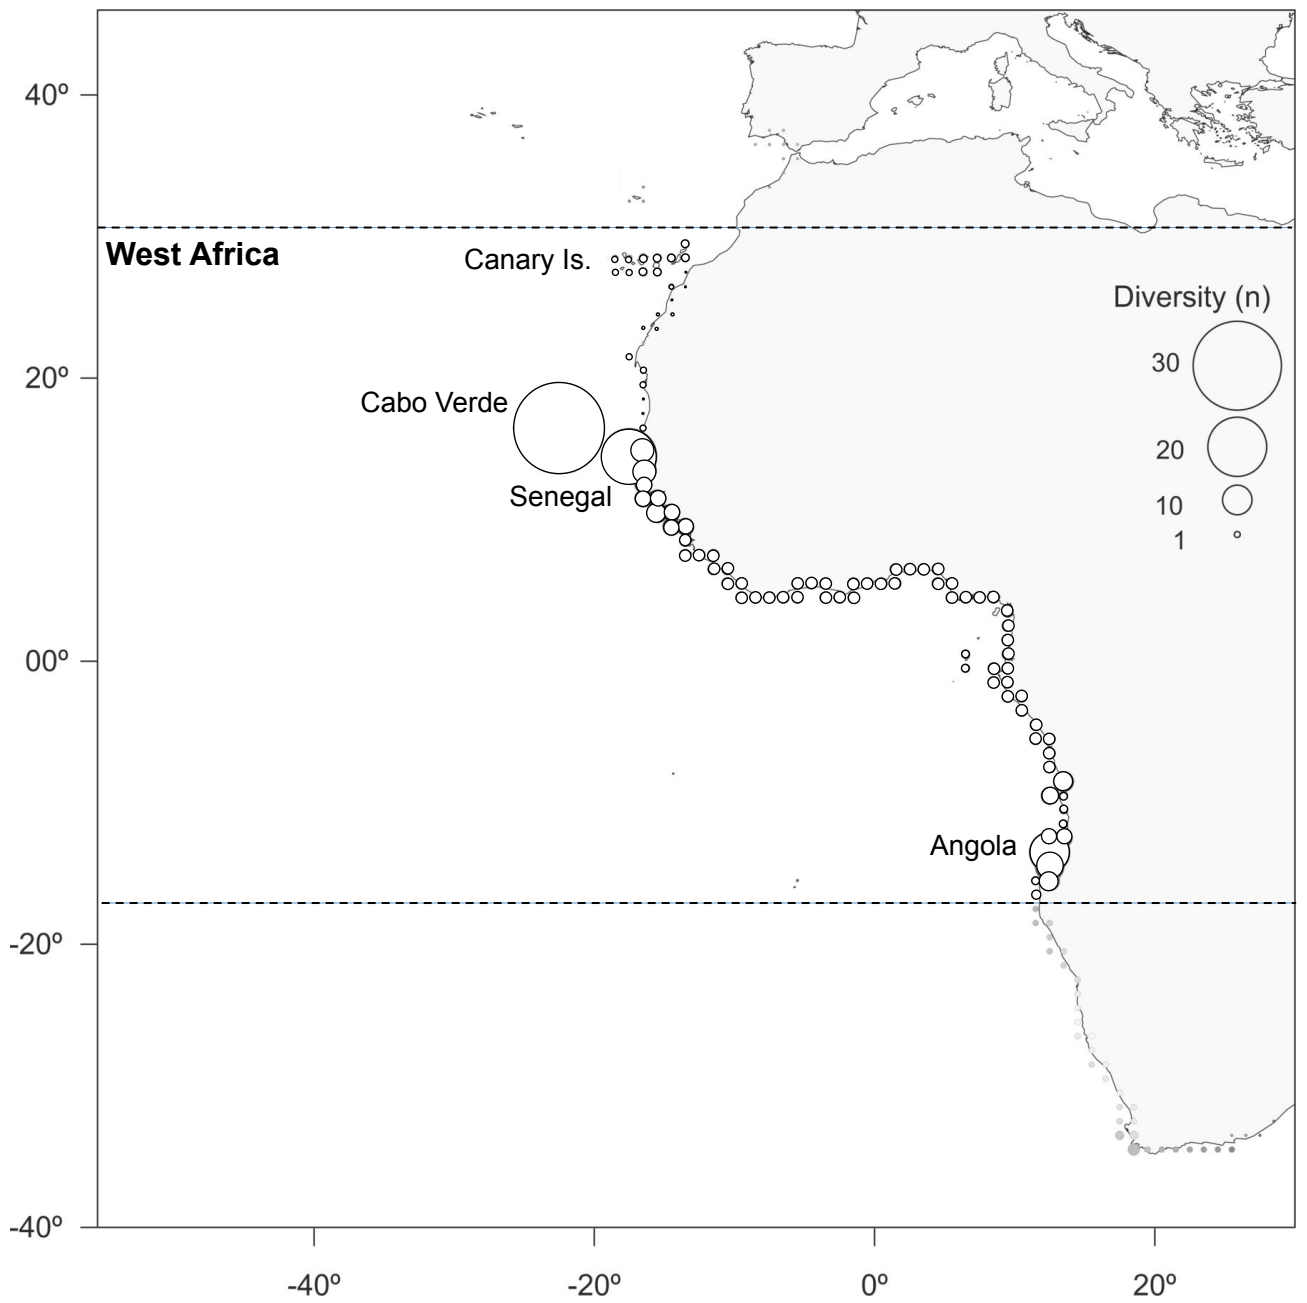 40º
West Africa
Canary Is.
Diversity (n)
30
20º
Cabo Verde
20
Senegal
10
1
00º
Angola
-20º
-40º
-40º
-20º
0º
20º